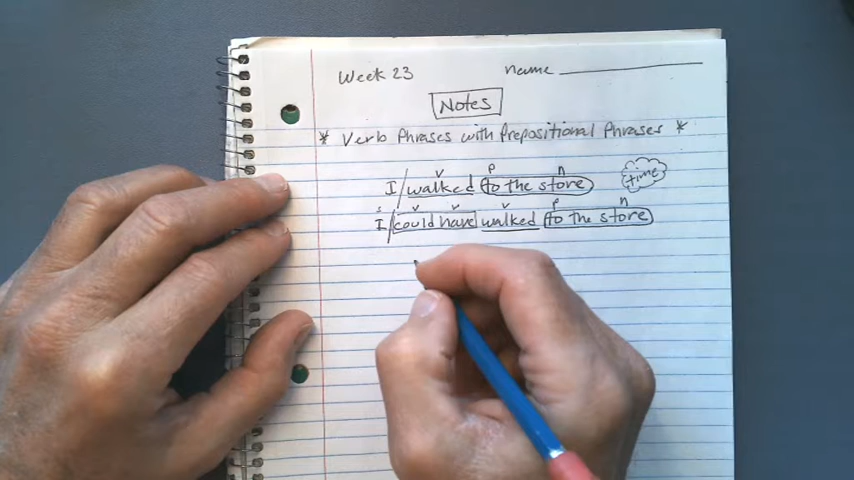 Week 23 name
Notes
* Verb Phrases with Prepositional Phrases *
v p n
I/walked to the store time
s v v v p n
I/could have walked to the store